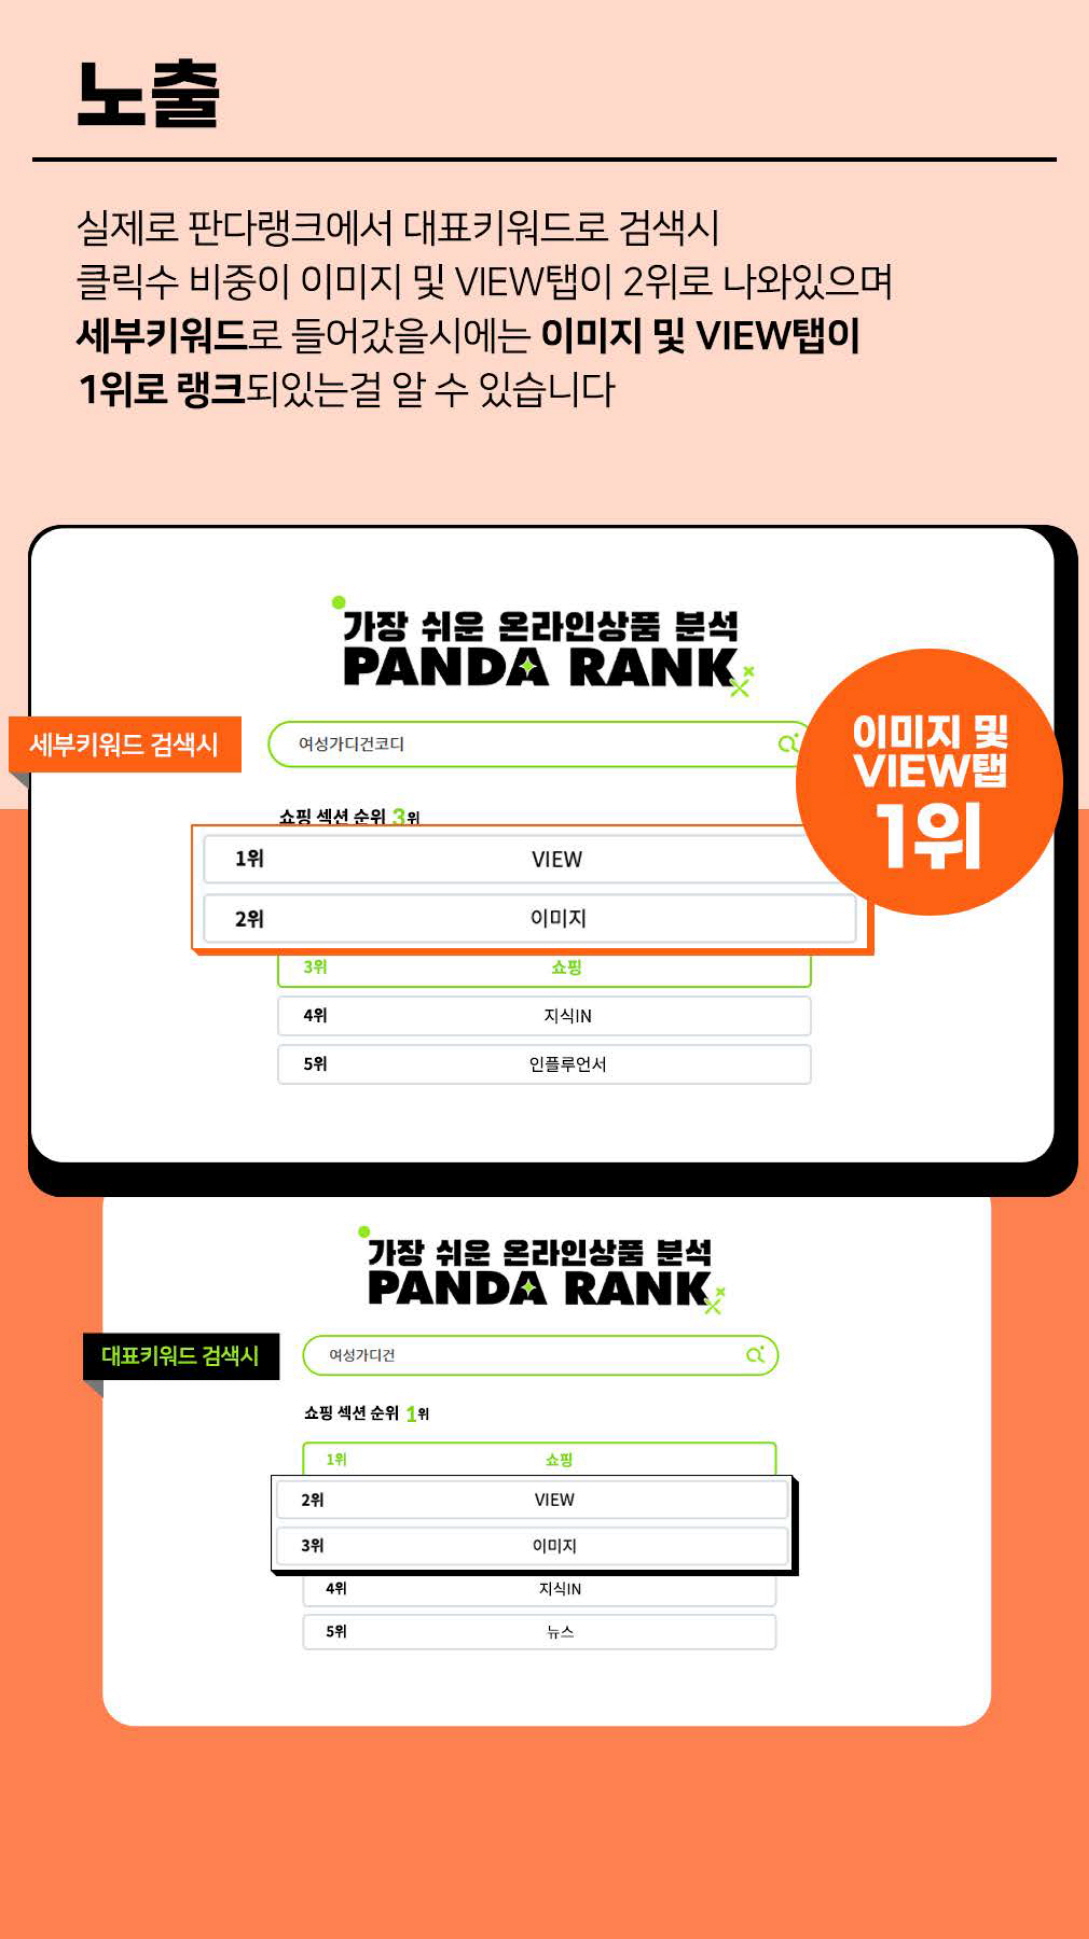 노출
실제로 판다랭크에서 대표키워드로 검색시
클릭수 비중이 이미지 및 VIEW탭이 2위로 나와있으며
세부키워드로 들어갔을시에는 이미지 및 VIEW탭이
1위로 랭크되있는걸 알 수 있습니다
가장 쉬운 온라인상품 분석
PANDA RANK
세부키워드 검색시
여성가디건코디
이미지 및
VIEW탭
1위
쇼핑 섹션 순위 3위
1위 VIEW
2위 이미지
3위 쇼핑
4위 지식IN
5위 인플루언서
가장 쉬운 온라인상품 분석
PANDA RANK
대표키워드 검색시
여성가디건
쇼핑 섹션 순위 1위
1위 쇼핑
2위 VIEW
3위 이미지
4위 지식IN
5위 뉴스